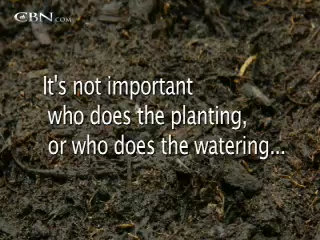 CBN.COM
It's not important
who does the planting,
or who does the watering...